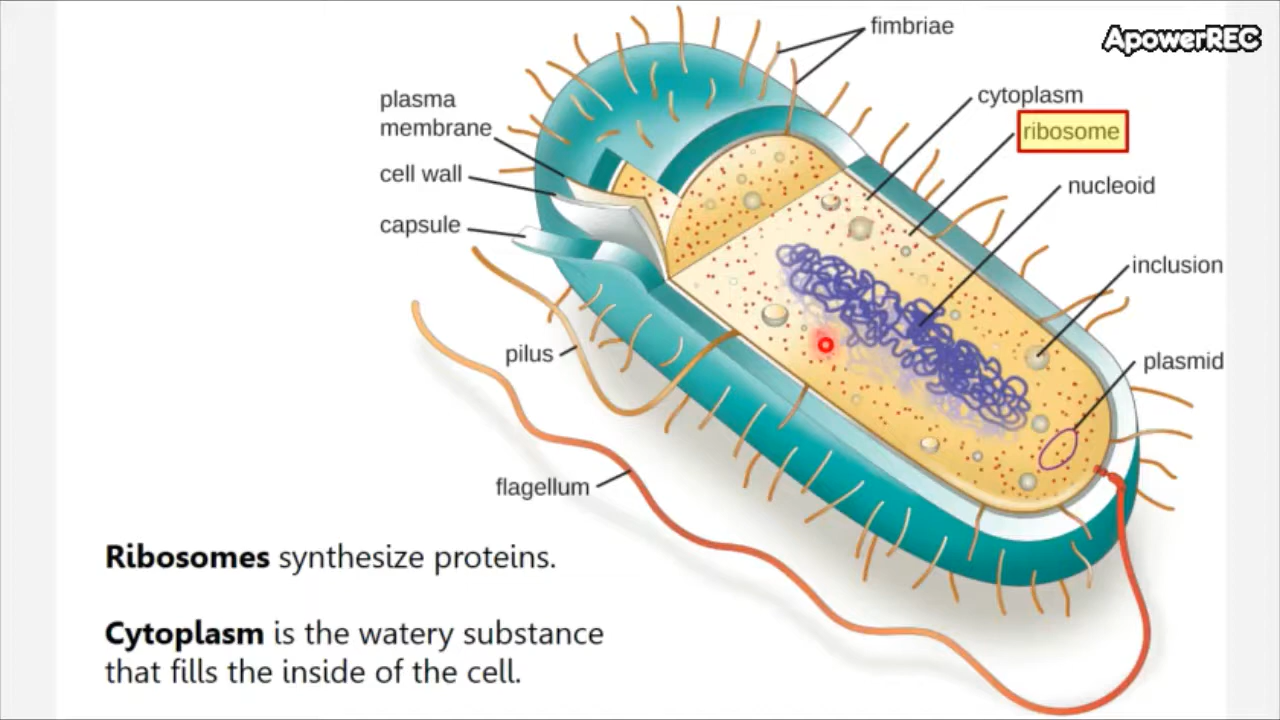 fimbriae
ApowerREC
plasma
membrane
cytoplasm
ribosome
cell wall
nucleoid
capsule
inclusion
pilus
plasmid
flagellum
Ribosomes synthesize proteins.
Cytoplasm is the watery substance
that fills the inside of the cell.